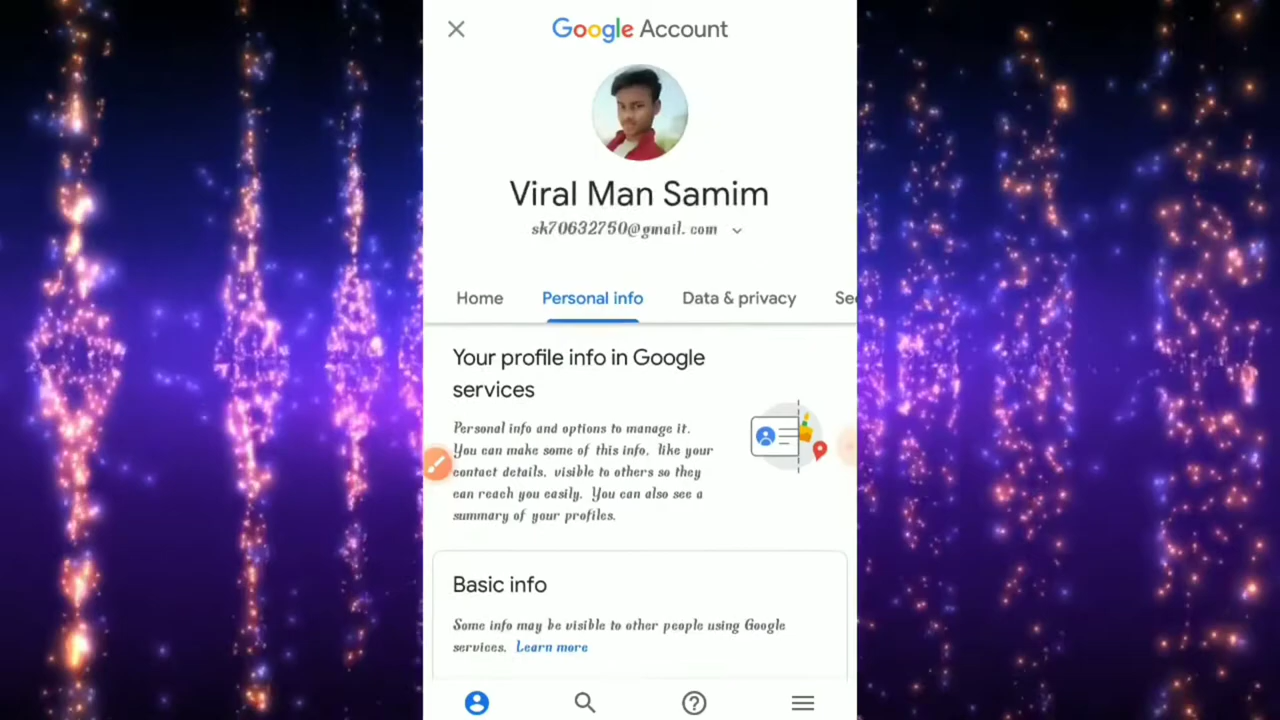 Google Account
Viral Man Samim
sk70632750@gmail.com
Home Personal info Data & privacy Se
Your profile info in Google
services
Personal info and options to manage it.
You can make some of this info, like your
contact details, visible to others so they
can reach you easily. You can also see a
summary of your profiles.
Basic info
Some info may be visible to other people using Google
services. Learn more